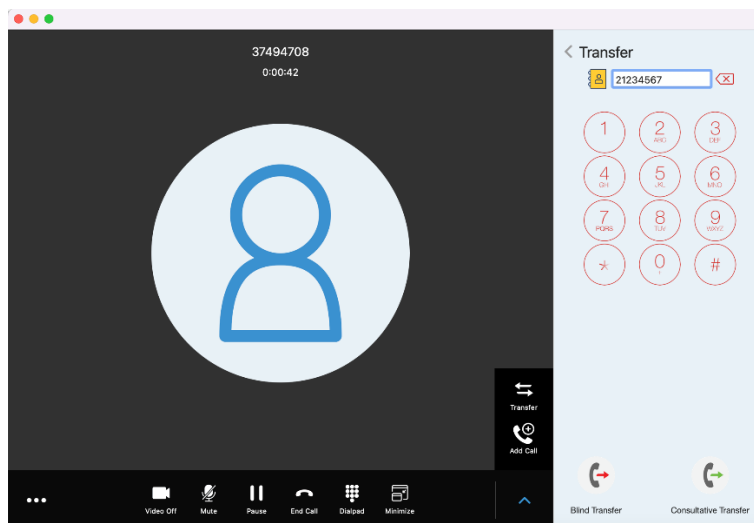 37494708
0:00:42
Transfer
21234567
1
2
ABC
3
DEF
4
GHI
5
JKL
6
MNO
7
PQRS
8
TUV
9
WXYZ
*
0
#
Transfer
Add Call
Video Off
Mute
Pause
End Call
Dialpad
Minimize
Blind Transfer
Consultative Transfer